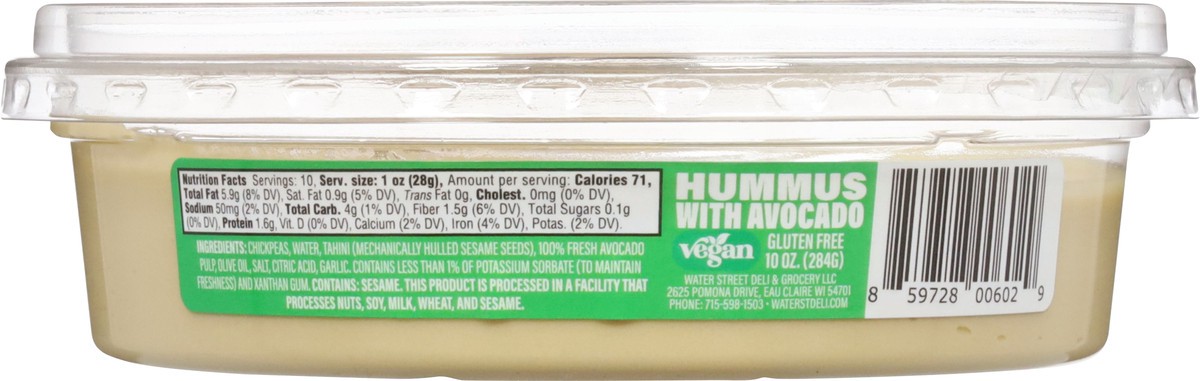 Nutrition Facts Servings: 10, Serv. size: 1 oz (28g), Amount per serving: Calories 71,
Total Fat 5.9g (8% DV), Sat. Fat 0.9g (5% DV), Trans Fat 0g, Cholest. 0mg (0% DV),
Sodium 50mg (2% DV), Total Carb. 4g (1% DV), Fiber 1.5g (6% DV), Total Sugars 0.1g
(0% DV), Protein 1.6g, Vit. D (0% DV), Calcium (2% DV), Iron (4% DV), Potas. (2% DV).
INGREDIENTS: CHICKPEAS, WATER, TAHINI (MECHANICALLY HULLED SESAME SEEDS), 100% FRESH AVOCADO
PULP, OLIVE OIL, SALT, CITRIC ACID, GARLIC. CONTAINS LESS THAN 1% OF POTASSIUM SORBATE (TO MAINTAIN
FRESHNESS) AND XANTHAN GUM. CONTAINS: SESAME. THIS PRODUCT IS PROCESSED IN A FACILITY THAT
PROCESSES NUTS, SOY, MILK, WHEAT, AND SESAME.
HUMMUS
WITH AVOCADO
vegan
GLUTEN FREE
10 OZ. (284G)
WATER STREET DELI & GROCERY LLC
2625 POMONA DRIVE, EAU CLAIRE WI 54701
PHONE: 715-598-1503 • WATERSTDELI.COM
8 59728 00602 9